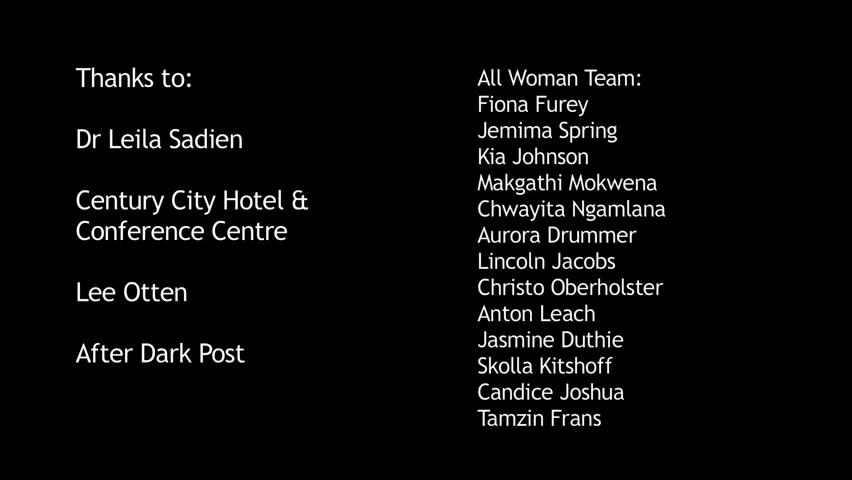 Thanks to:
Dr Leila Sadien
Century City Hotel &
Conference Centre
Lee Otten
After Dark Post
All Woman Team:
Fiona Furey
Jemima Spring
Kia Johnson
Makgathi Mokwena
Chwayita Ngamlana
Aurora Drummer
Lincoln Jacobs
Christo Oberholster
Anton Leach
Jasmine Duthie
Skolla Kitshoff
Candice Joshua
Tamzin Frans